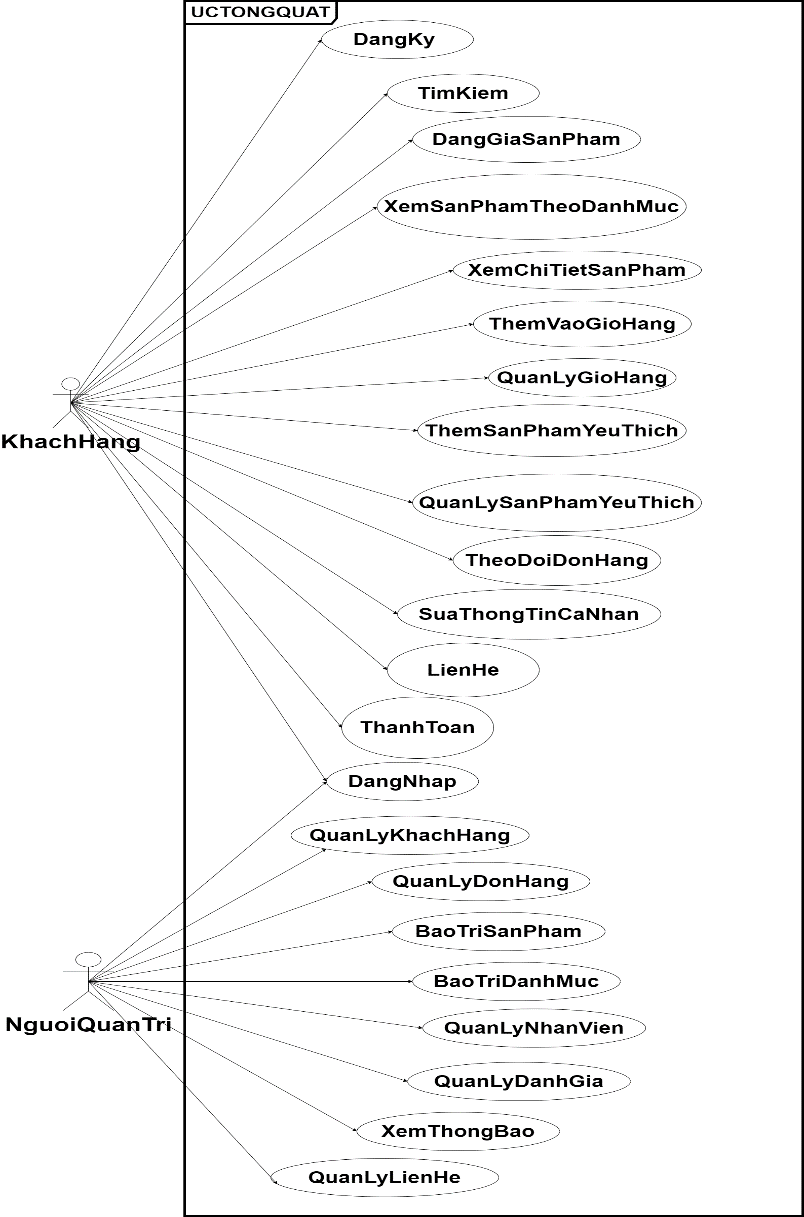 UCTONGQUAT
DangKy
TimKiem
DangGiaSanPham
XemSanPhamTheoDanhMuc
XemChiTietSanPham
ThemVaoGioHang
QuanLyGioHang
KhachHang
ThemSanPhamYeuThich
QuanLySanPhamYeuThich
TheoDoiDonHang
SuaThongTinCaNhan
LienHe
ThanhToan
DangNhap
QuanLyKhachHang
QuanLyDonHang
BaoTriSanPham
BaoTriDanhMuc
NguoiQuanTri
QuanLyNhanVien
QuanLyDanhGia
XemThongBao
QuanLyLienHe